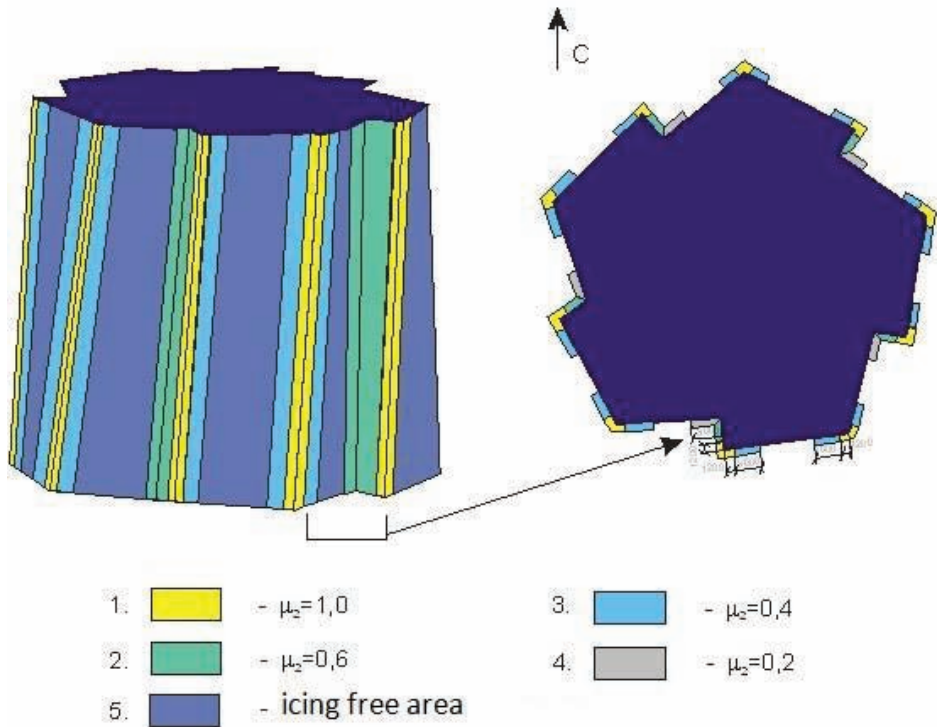 C
1. - μ₂=1,0
2. - μ₂=0,6
5. - icing free area
3. - μ₂=0,4
4. - μ₂=0,2